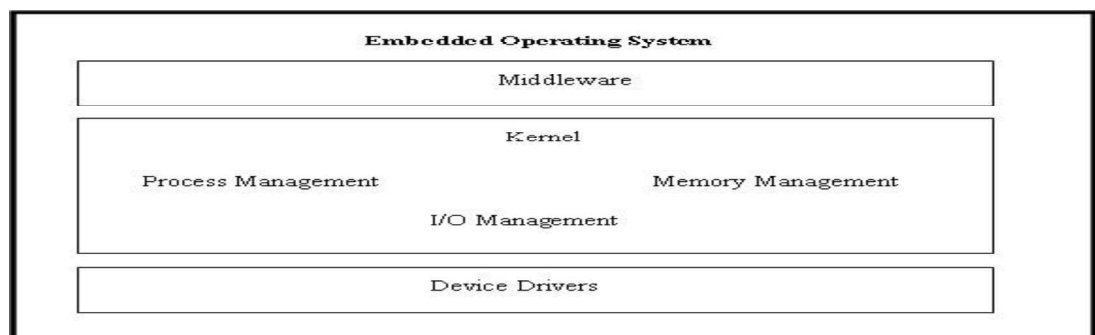 Embedded Operating System
Middleware
Kernel
Process Management Memory Management
I/O Management
Device Drivers